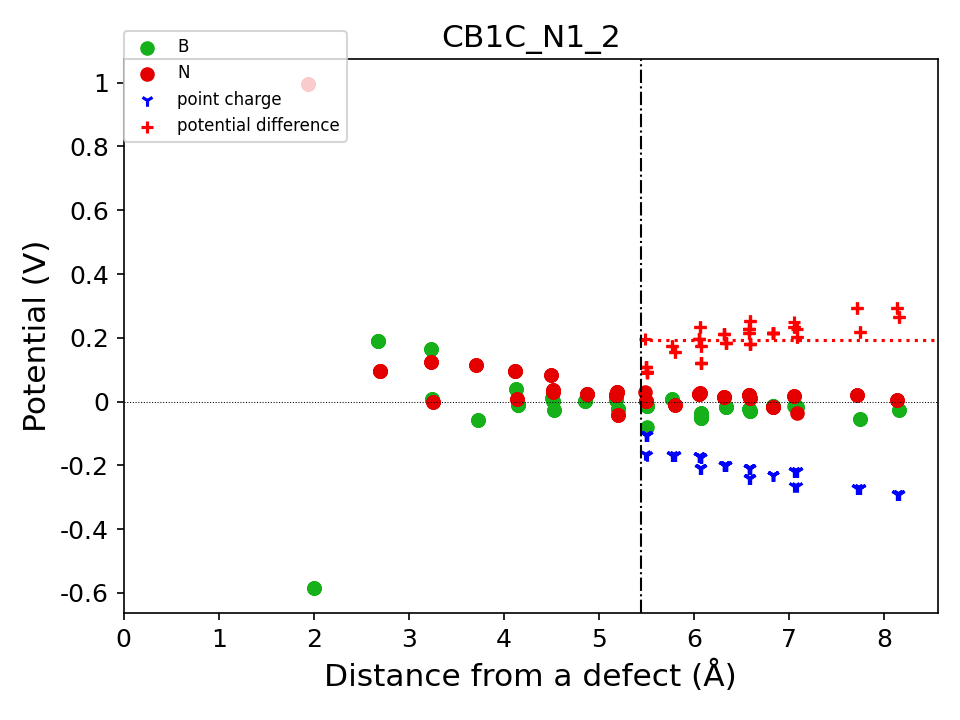 CB1C_N1_2
B
N
point charge
potential difference
1
0.8
0.6
0.4
0.2
0
-0.2
-0.4
-0.6
Potential (V)
0 1 2 3 4 5 6 7 8
Distance from a defect (Å)